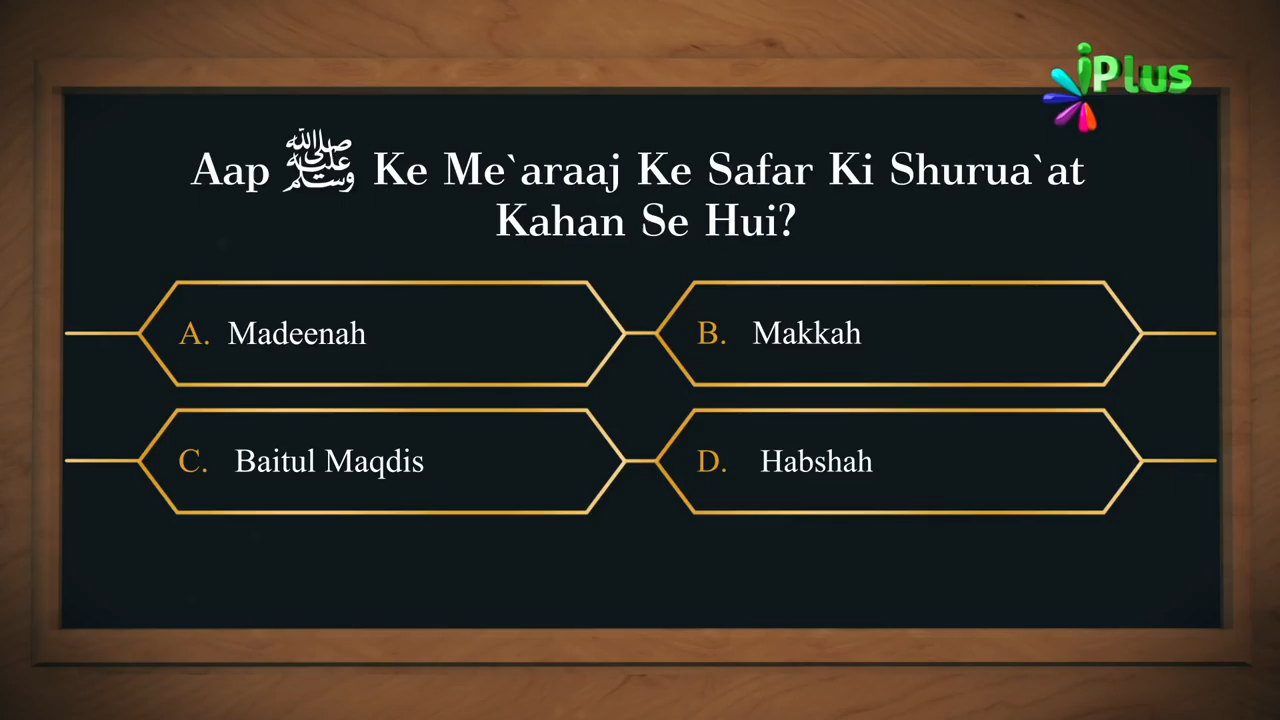 iPlus
Aap ﷺ Ke Me`araaj Ke Safar Ki Shurua`at
Kahan Se Hui?
A. Madeenah
B. Makkah
C. Baitul Maqdis
D. Habshah